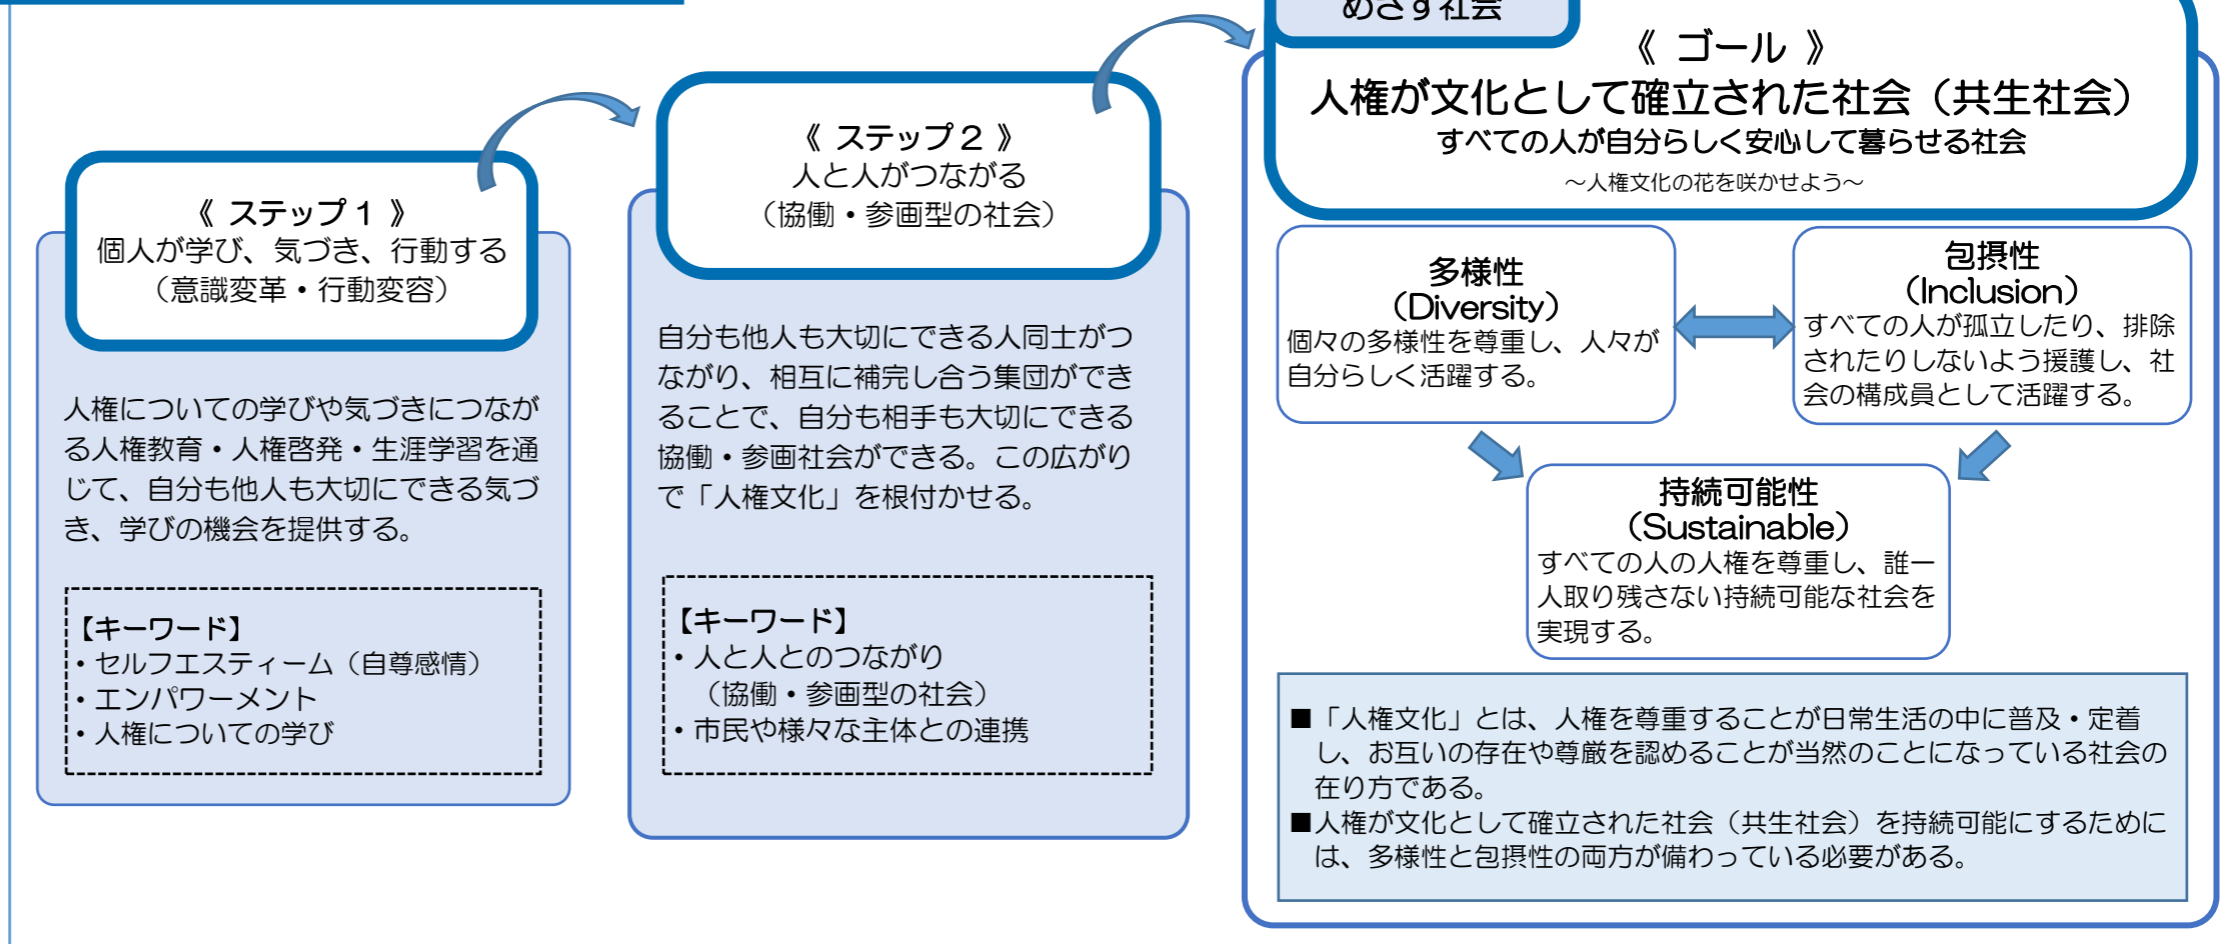 《 ステップ１ 》
個人が学び、気づき、行動する
（意識変革・行動変容）
人権についての学びや気づきにつなが
る人権教育・人権啓発・生涯学習を通
じて、自分も他人も大切にできる気づ
き、学びの機会を提供する。
【キーワード】
・セルフエスティーム（自尊感情）
・エンパワーメント
・人権についての学び
《 ステップ２ 》
人と人がつながる
（協働・参画型の社会）
自分も他人も大切にできる人同士がつ
ながり、相互に補完し合う集団ができ
ることで、自分も相手も大切にできる
協働・参画社会ができる。この広がり
で「人権文化」を根付かせる。
【キーワード】
・人と人とのつながり
（協働・参画型の社会）
・市民や様々な主体との連携
めざす社会
《 ゴール 》
人権が文化として確立された社会（共生社会）
すべての人が自分らしく安心して暮らせる社会
～人権文化の花を咲かせよう～
多様性
（Diversity）
個々の多様性を尊重し、人々が
自分らしく活躍する。
包摂性
（Inclusion）
すべての人が孤立したり、排除
されたりしないよう援護し、社
会の構成員として活躍する。
持続可能性
（Sustainable）
すべての人の人権を尊重し、誰一
人取り残さない持続可能な社会を
実現する。
■「人権文化」とは、人権を尊重することが日常生活の中に普及・定着
し、お互いの存在や尊厳を認めることが当然のことになっている社会の
在り方である。
■人権が文化として確立された社会（共生社会）を持続可能にするために
は、多様性と包摂性の両方が備わっている必要がある。